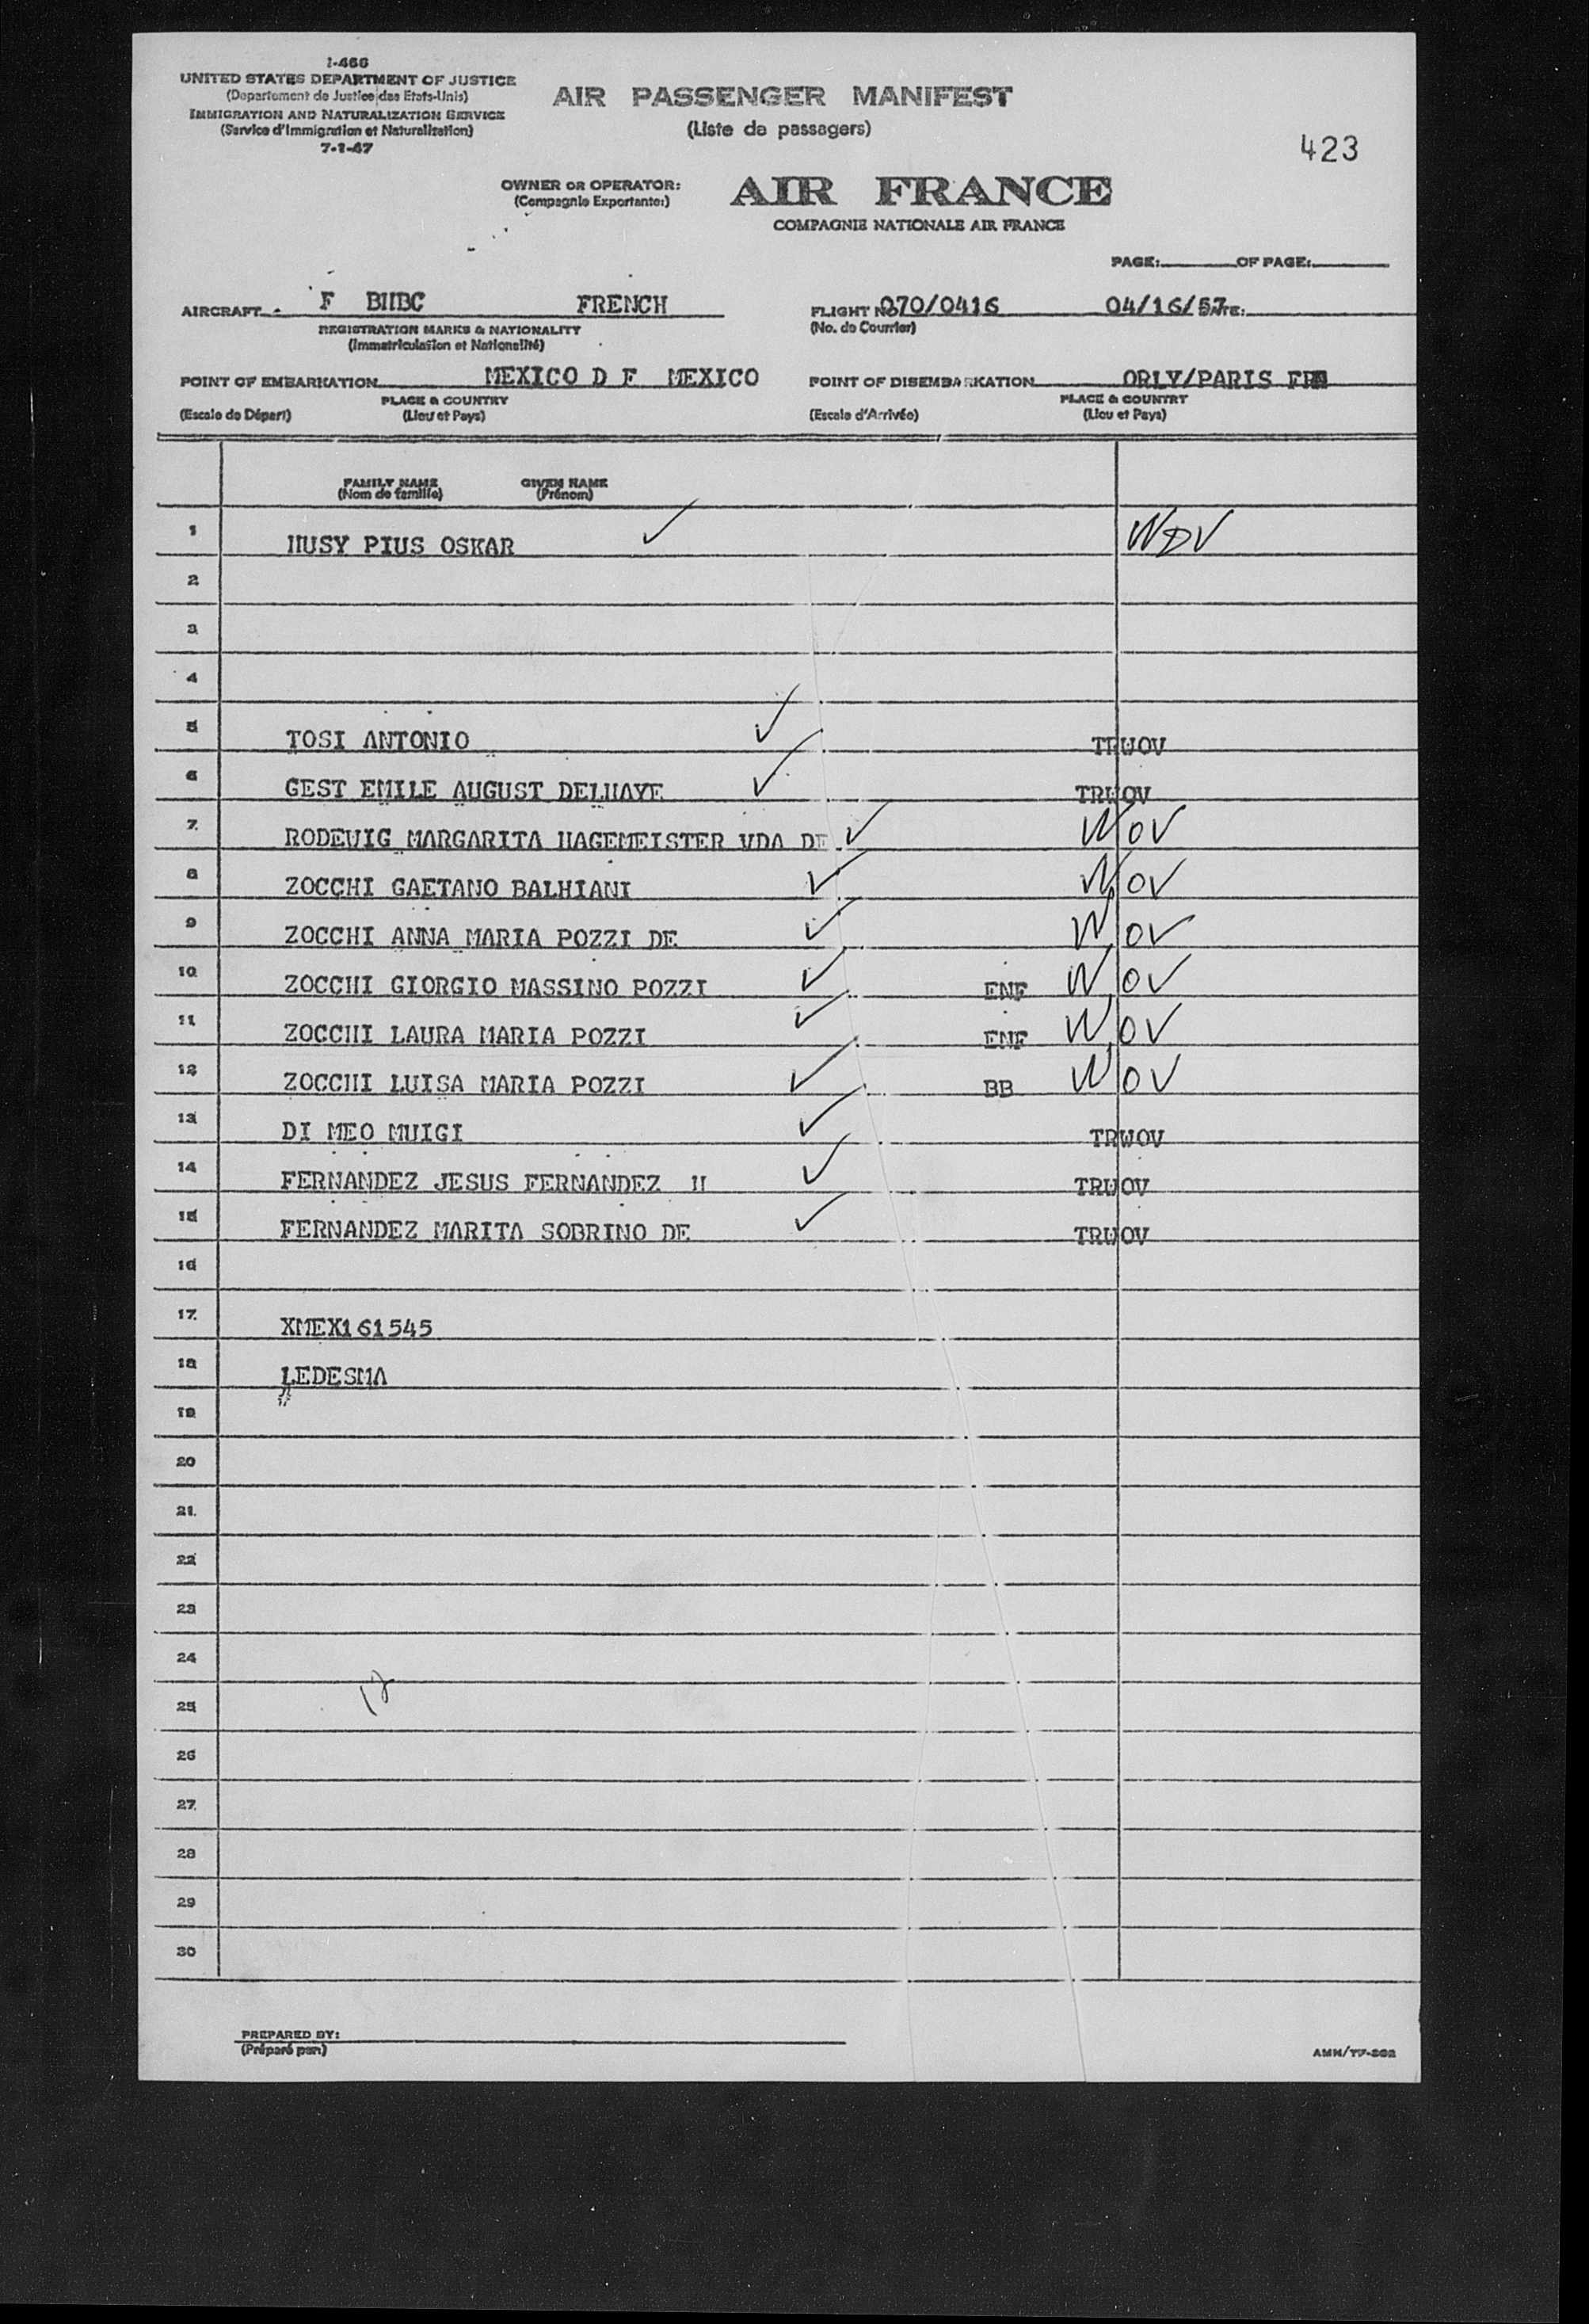 I-466
UNITED STATES DEPARTMENT OF JUSTICE
(Departement de Justice des Etats-Unis)
IMMIGRATION AND NATURALIZATION SERVICE
(Service d'Immigration et Naturalisation)
7-1-47
AIR PASSENGER MANIFEST
(Liste de passagers)
423
OWNER OR OPERATOR: AIR FRANCE
(Compagnie Exportante:)
COMPAGNIE NATIONALE AIR FRANCE
PAGE: OF PAGE:
AIRCRAFT F BHBC FRENCH FLIGHT No 070/0416 04/16/57 DATE:
REGISTRATION MARKS & NATIONALITY (No. de Courrier)
(Immatriculation et Nationalité)
POINT OF EMBARKATION MEXICO D F MEXICO POINT OF DISEMBARKATION ORLY/PARIS
PLACE & COUNTRY PLACE & COUNTRY
(Escale de Départ) (Lieu et Pays) (Escale d'Arrivée) (Lieu et Pays)
FAMILY NAME GIVEN NAME
(Nom de famille) (Prénom)
1 HUSY PIUS OSKAR ✓ WDV
2
3
4
5 TOSI ANTONIO ✓ TRWOV
6 GEST EMILE AUGUST DELHAYE ✓ TRWOV
7 RODEWIG MARGARITA HAGEMEISTER VDA DE ✓ WOV
8 ZOCCHI GAETANO BALHIANI ✓ WOV
9 ZOCCHI ANNA MARIA POZZI DE ✓ WOV
10 ZOCCHI GIORGIO MASSINO POZZI ✓ ENF WOV
11 ZOCCHI LAURA MARIA POZZI ✓ ENF WOV
12 ZOCCHI LUISA MARIA POZZI ✓ BB WOV
13 DI MEO MUIGI ✓ TRWOV
14 FERNANDEZ JESUS FERNANDEZ H ✓ TRWOV
15 FERNANDEZ MARITA SOBRINO DE ✓ TRWOV
16
17 XMEX161545
18 LEDESMA
19
20
21
22
23
24
25 12
26
27
28
29
30
PREPARED BY:
(Préparé par:)